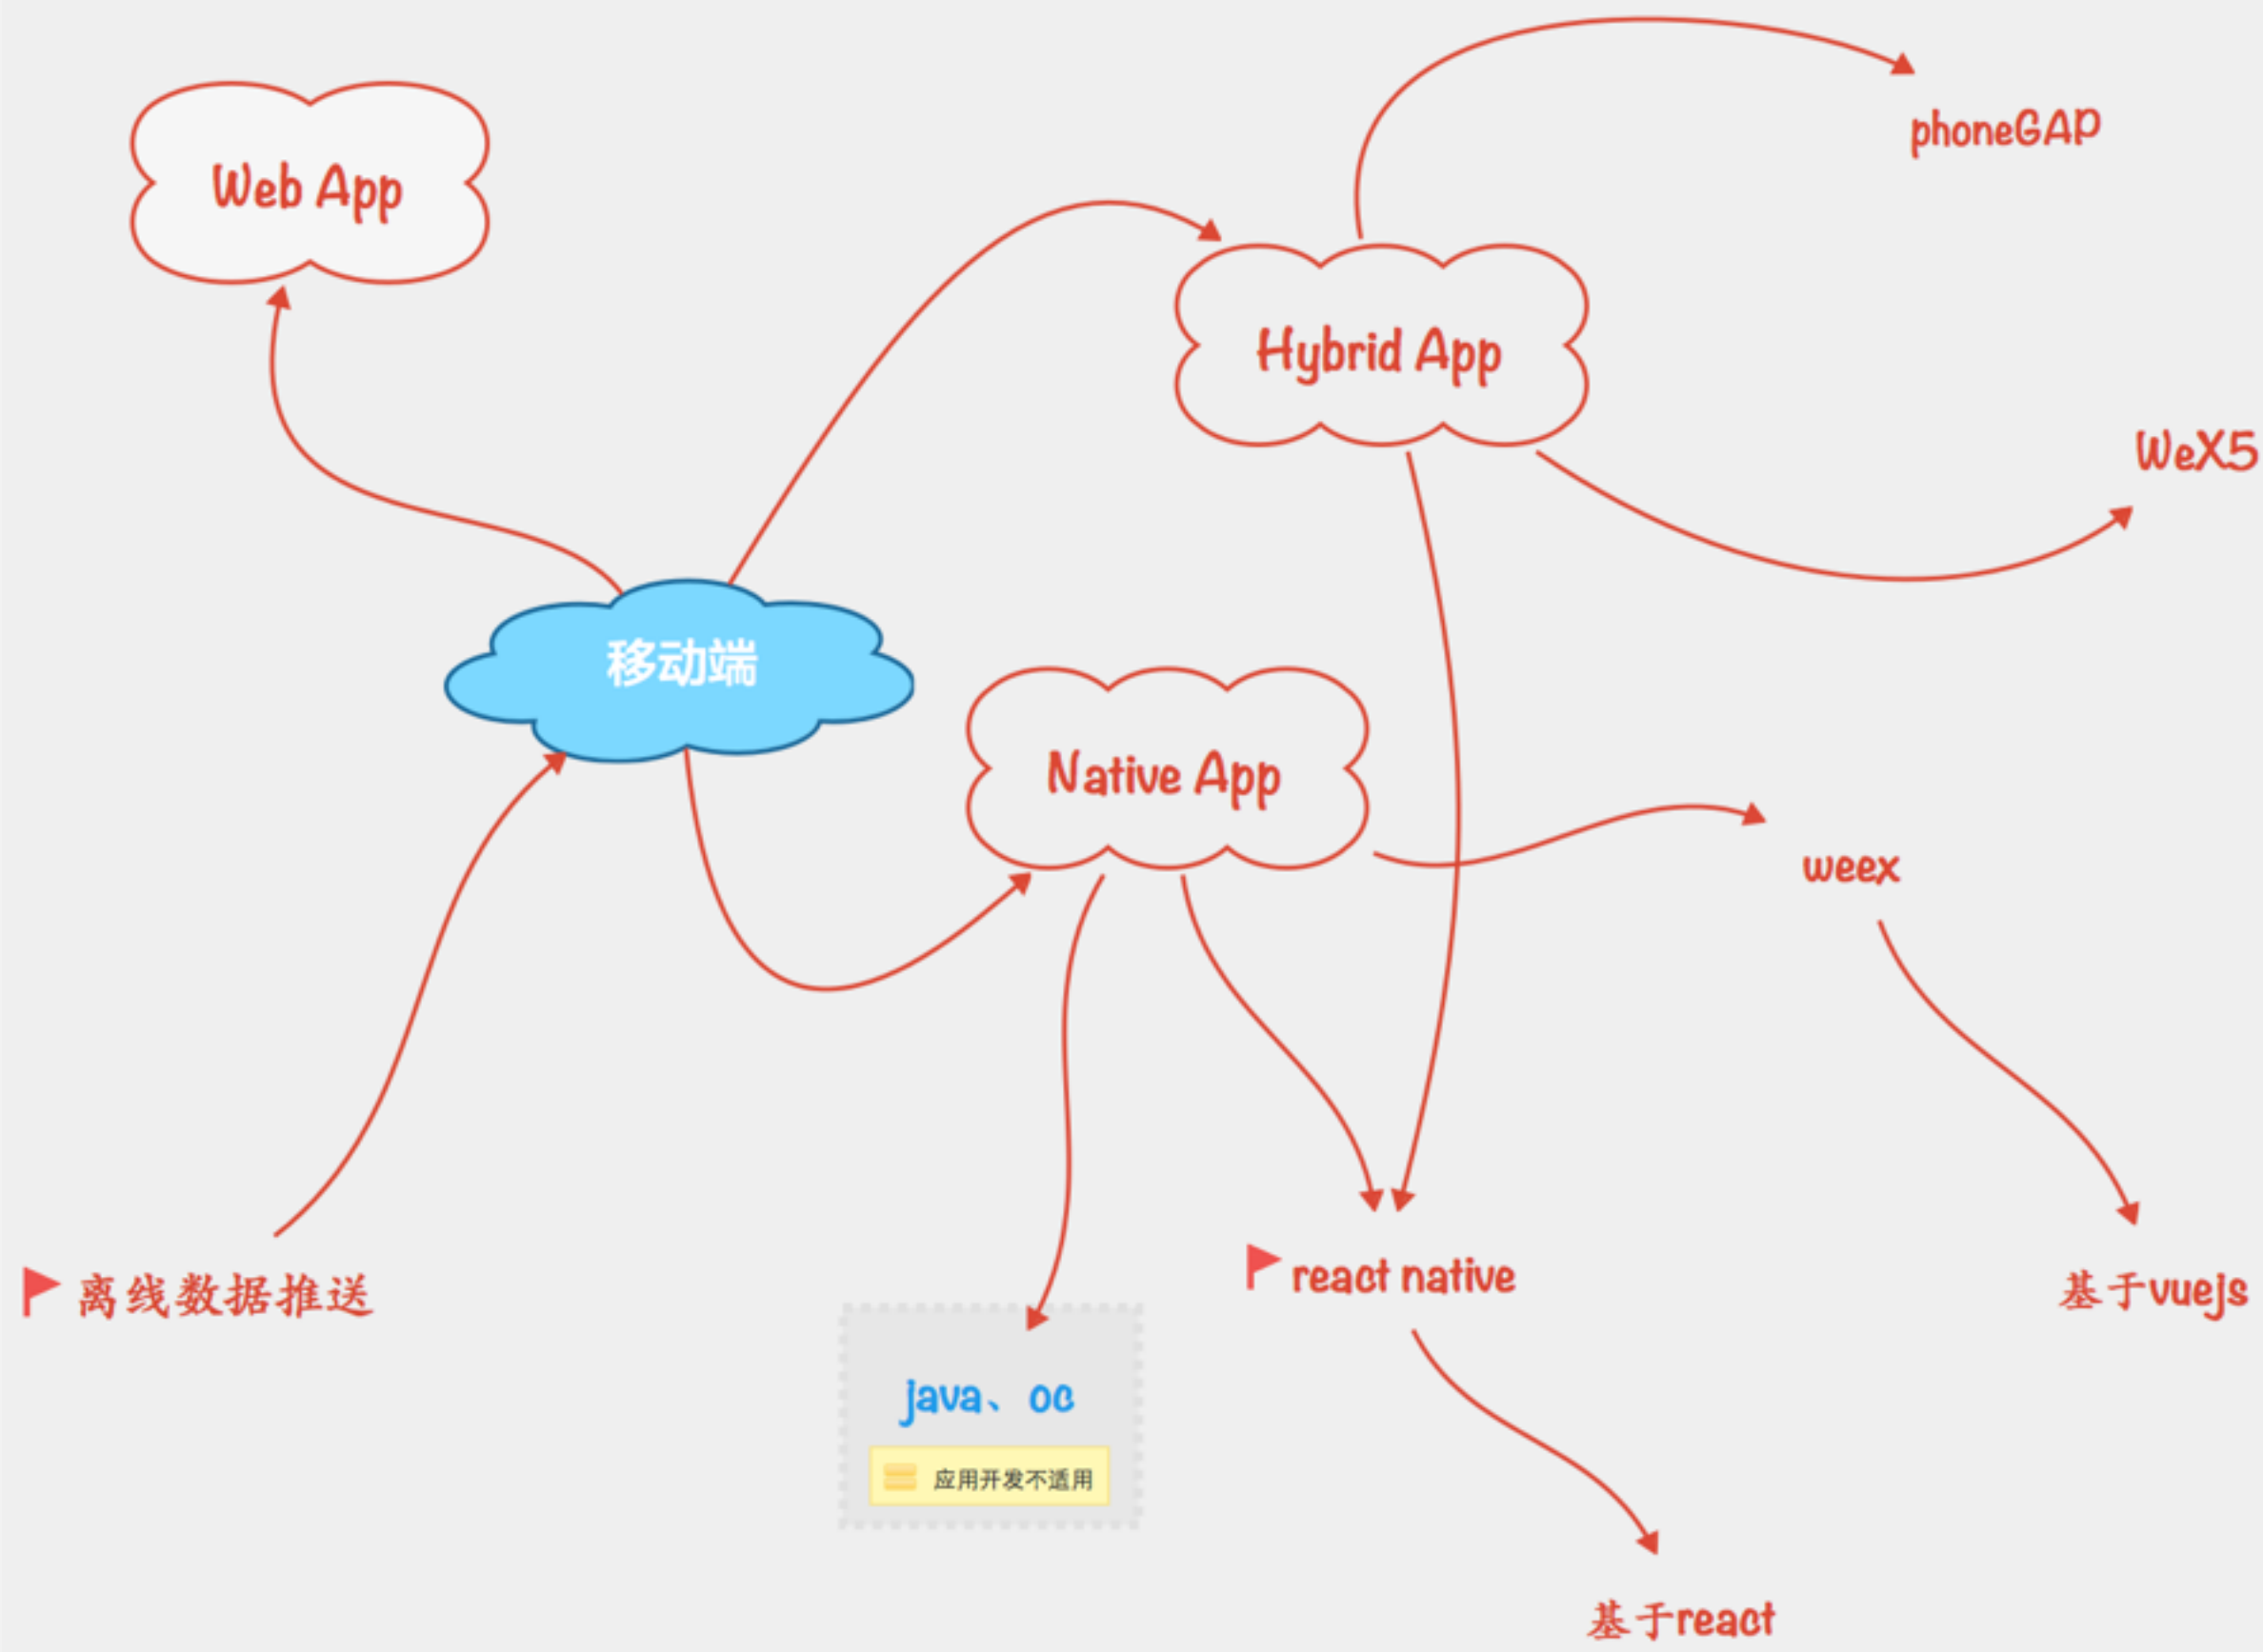 phoneGAP
Web App
Hybrid App
WeX5
移动端
Native App
weex
离线数据推送
react native
基于vuejs
java、oc
应用开发不适用
基于react